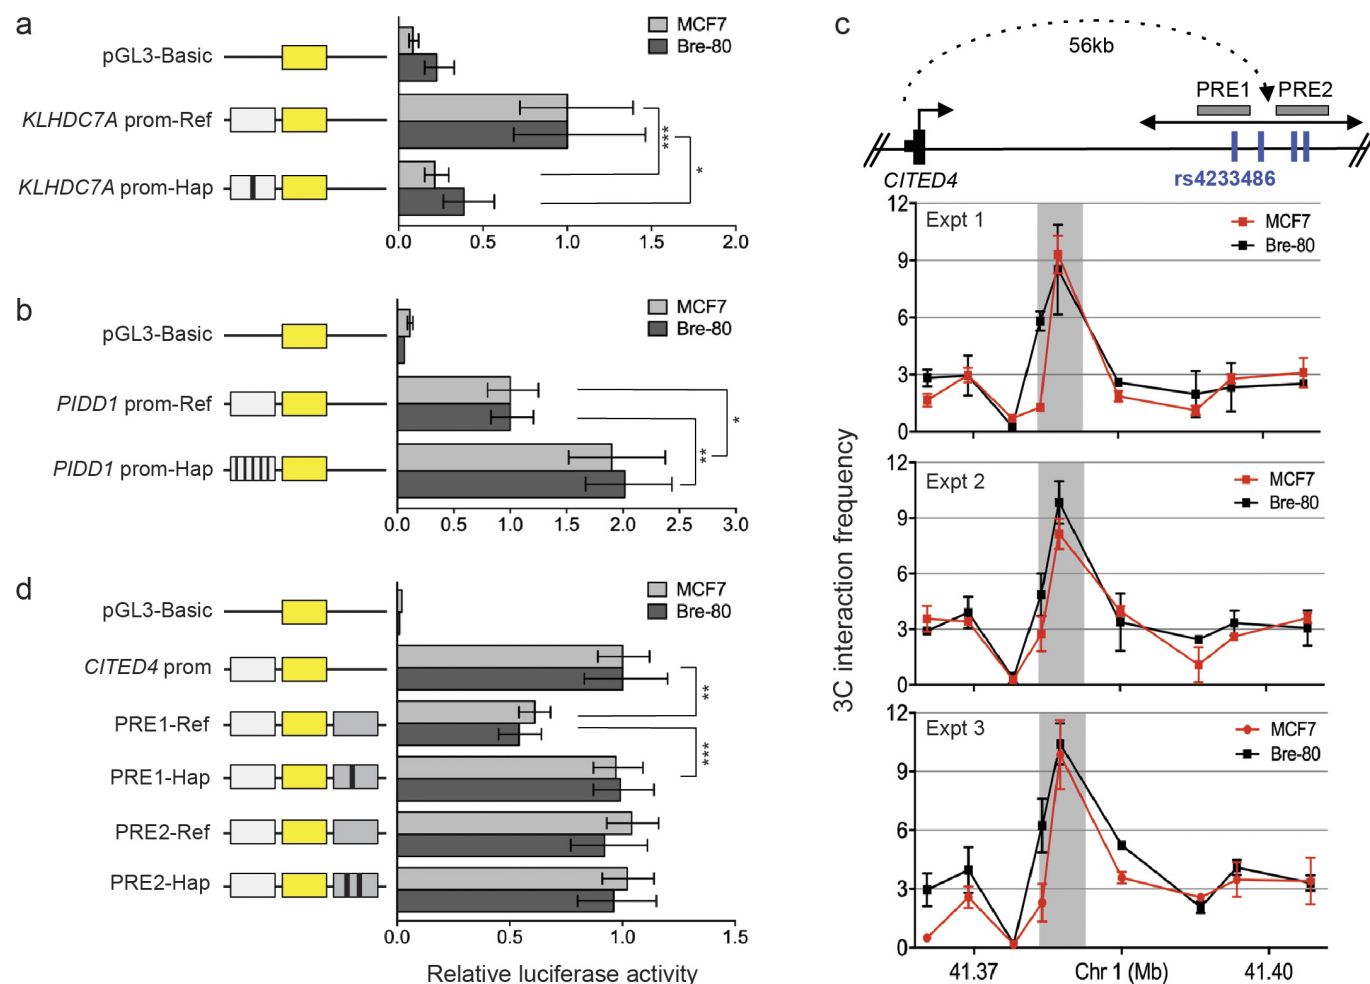 a
MCF7
Bre-80
pGL3-Basic
KLHDC7A prom-Ref
KLHDC7A prom-Hap
***
*
0.0 0.5 1.0 1.5 2.0
b
MCF7
Bre-80
pGL3-Basic
PIDD1 prom-Ref
PIDD1 prom-Hap
**
*
0.0 0.5 1.0 1.5 2.0 2.5 3.0
d
MCF7
Bre-80
pGL3-Basic
CITED4 prom
PRE1-Ref
PRE1-Hap
PRE2-Ref
PRE2-Hap
**
***
0.0 0.5 1.0 1.5
Relative luciferase activity
c
56kb
PRE1 PRE2
CITED4
rs4233486
3C interaction frequency
Expt 1
MCF7
Bre-80
12
9
6
3
0
Expt 2
MCF7
Bre-80
12
9
6
3
0
Expt 3
MCF7
Bre-80
12
9
6
3
0
41.37 Chr 1 (Mb) 41.40